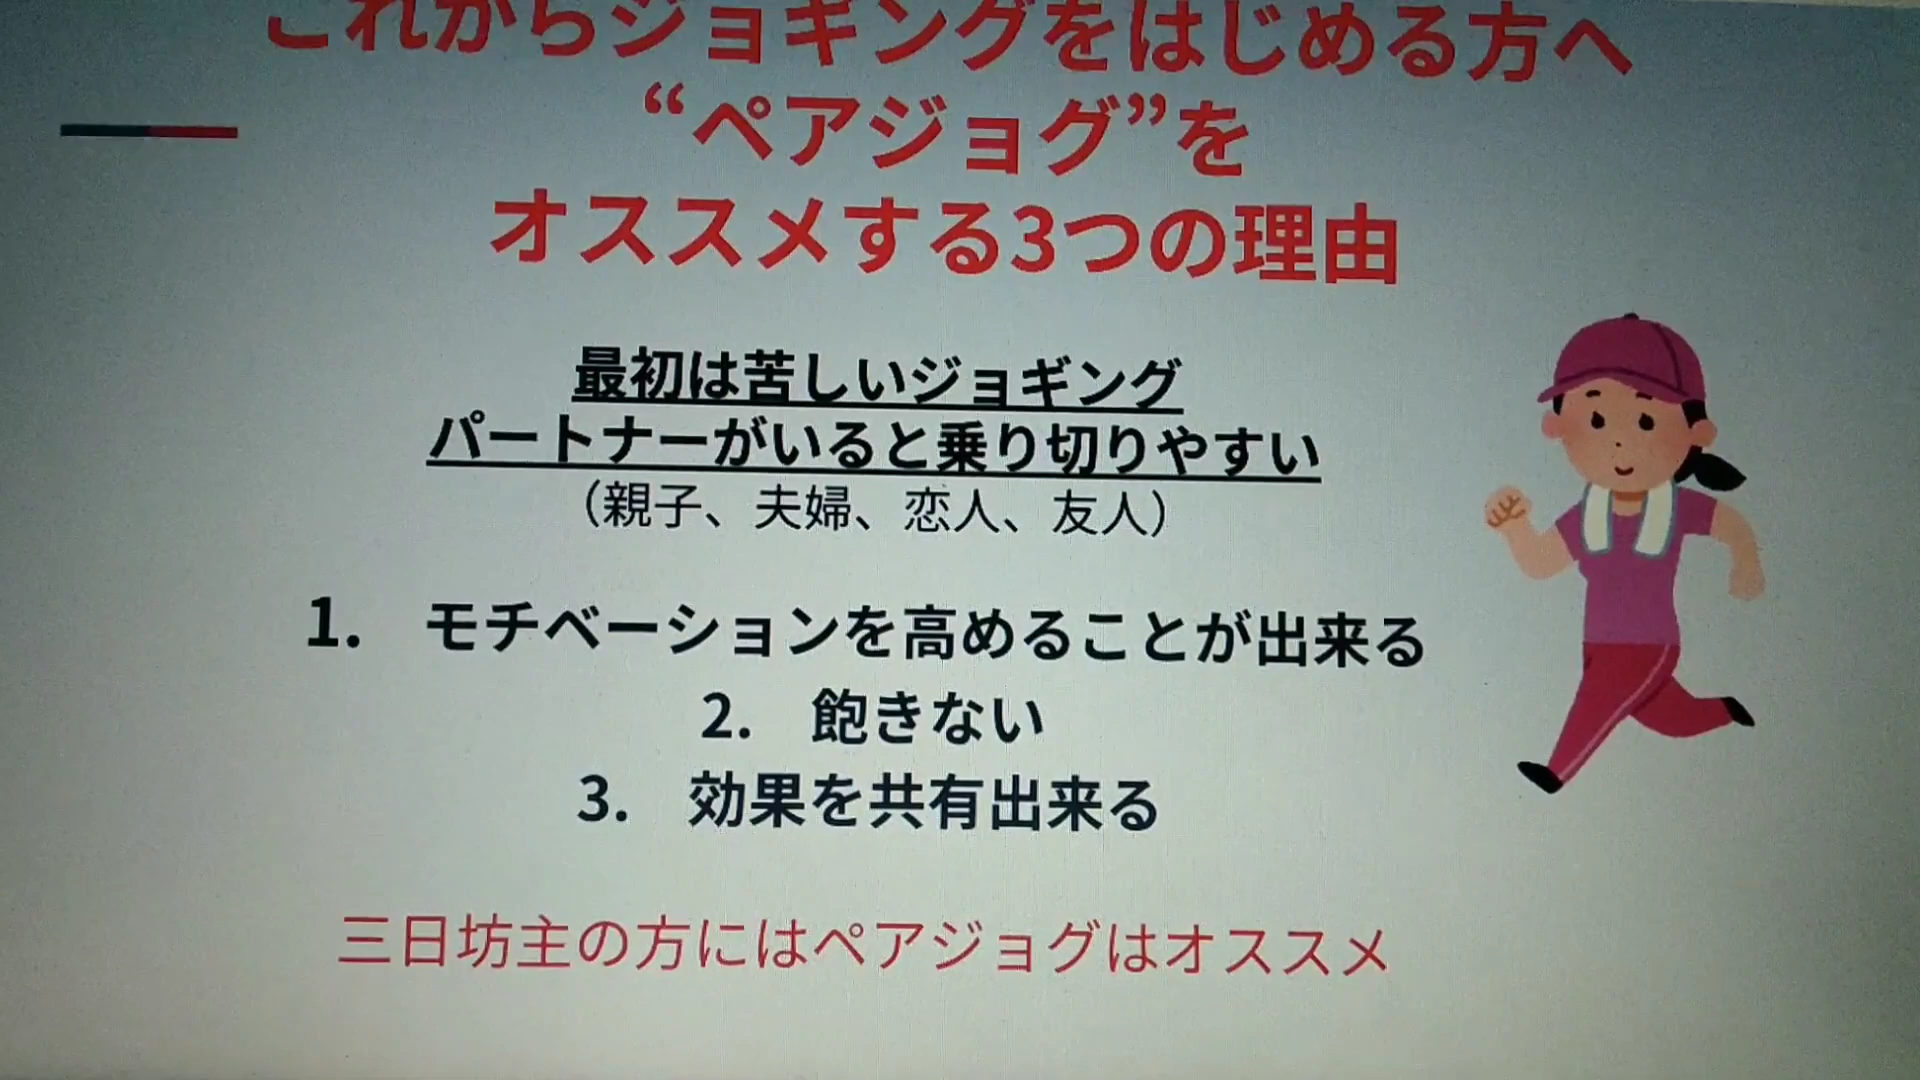 これからジョギングをはじめる方へ
“ペアジョグ”を
オススメする3つの理由
最初は苦しいジョギング
パートナーがいると乗り切りやすい
（親子、夫婦、恋人、友人）
1. モチベーションを高めることが出来る
2. 飽きない
3. 効果を共有出来る
三日坊主の方にはペアジョグはオススメ